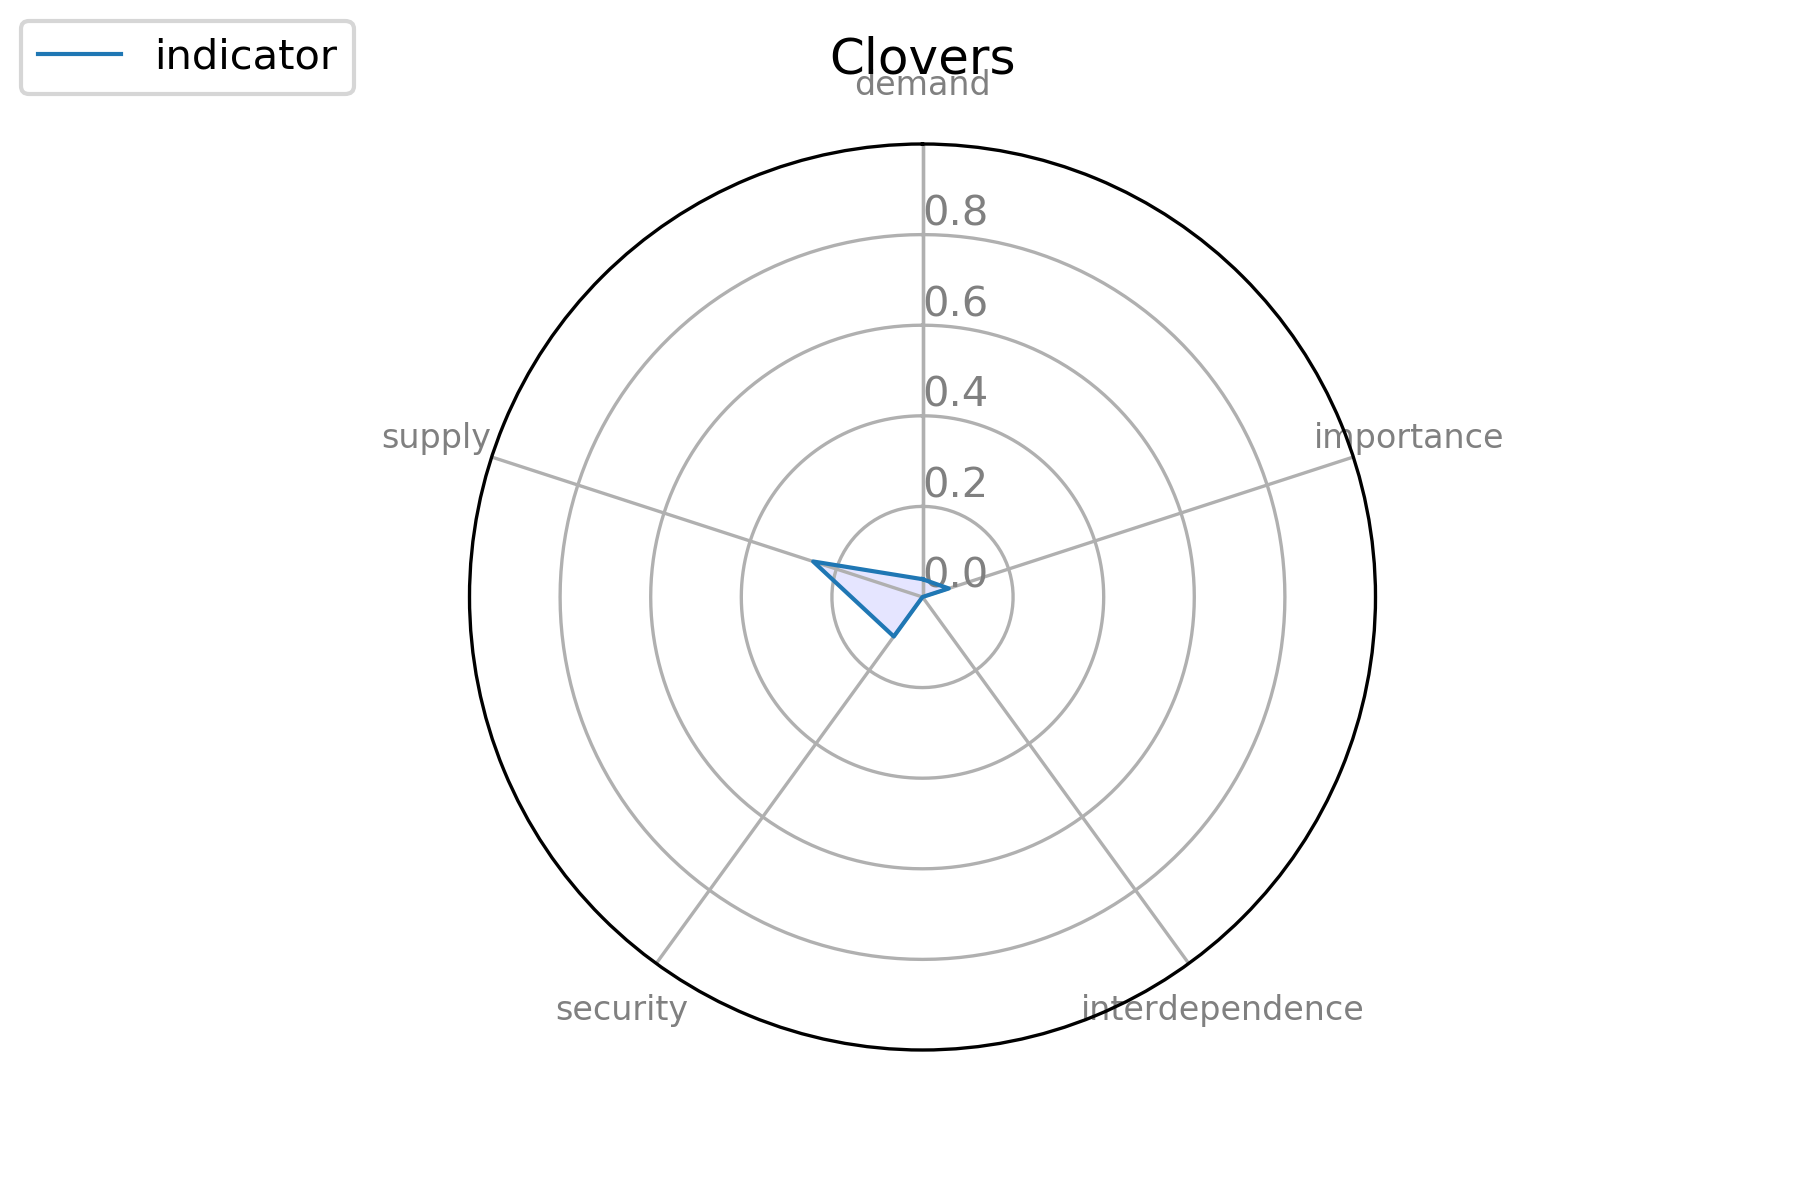 indicator
Clovers
demand
0.8
0.6
0.4
0.2
0.0
supply
importance
security
interdependence